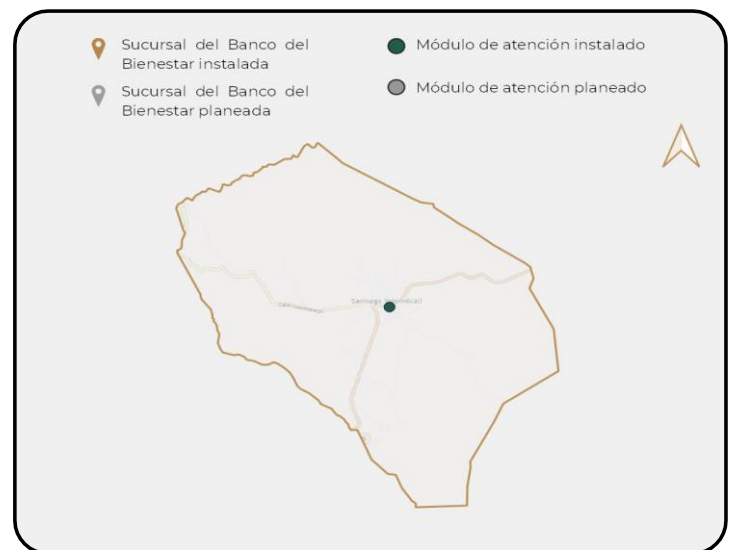 Sucursal del Banco del
Bienestar instalada
Sucursal del Banco del
Bienestar planeada
Módulo de atención instalado
Módulo de atención planeado
Santiago